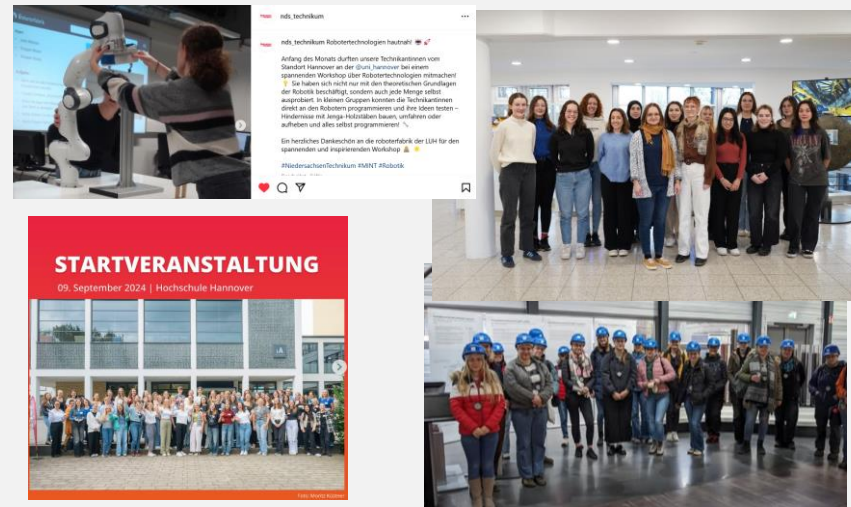 nds_technikum
nds_technikum Robotertechnologien hautnah!
Anfang des Monats durften unsere Technikantinnen vom
Standort Hannover an der @uni_hannover bei einem
spannenden Workshop über Robotertechnologien mitmachen!
Sie haben sich nicht nur mit den theoretischen Grundlagen
der Robotik beschäftigt, sondern auch jede Menge selbst
ausprobiert. In kleinen Gruppen konnten die Technikantinnen
direkt an den Robotern programmieren und ihre Ideen testen –
Hindernisse mit Jenga-Holzstäben bauen, umfahren oder
aufheben und alles selbst programmieren!
Ein herzliches Dankeschön an die roboterfabrik der LUH für den
spannenden und inspirierenden Workshop
#NiedersachsenTechnikum #MINT #Robotik
STARTVERANSTALTUNG
09. September 2024 | Hochschule Hannover